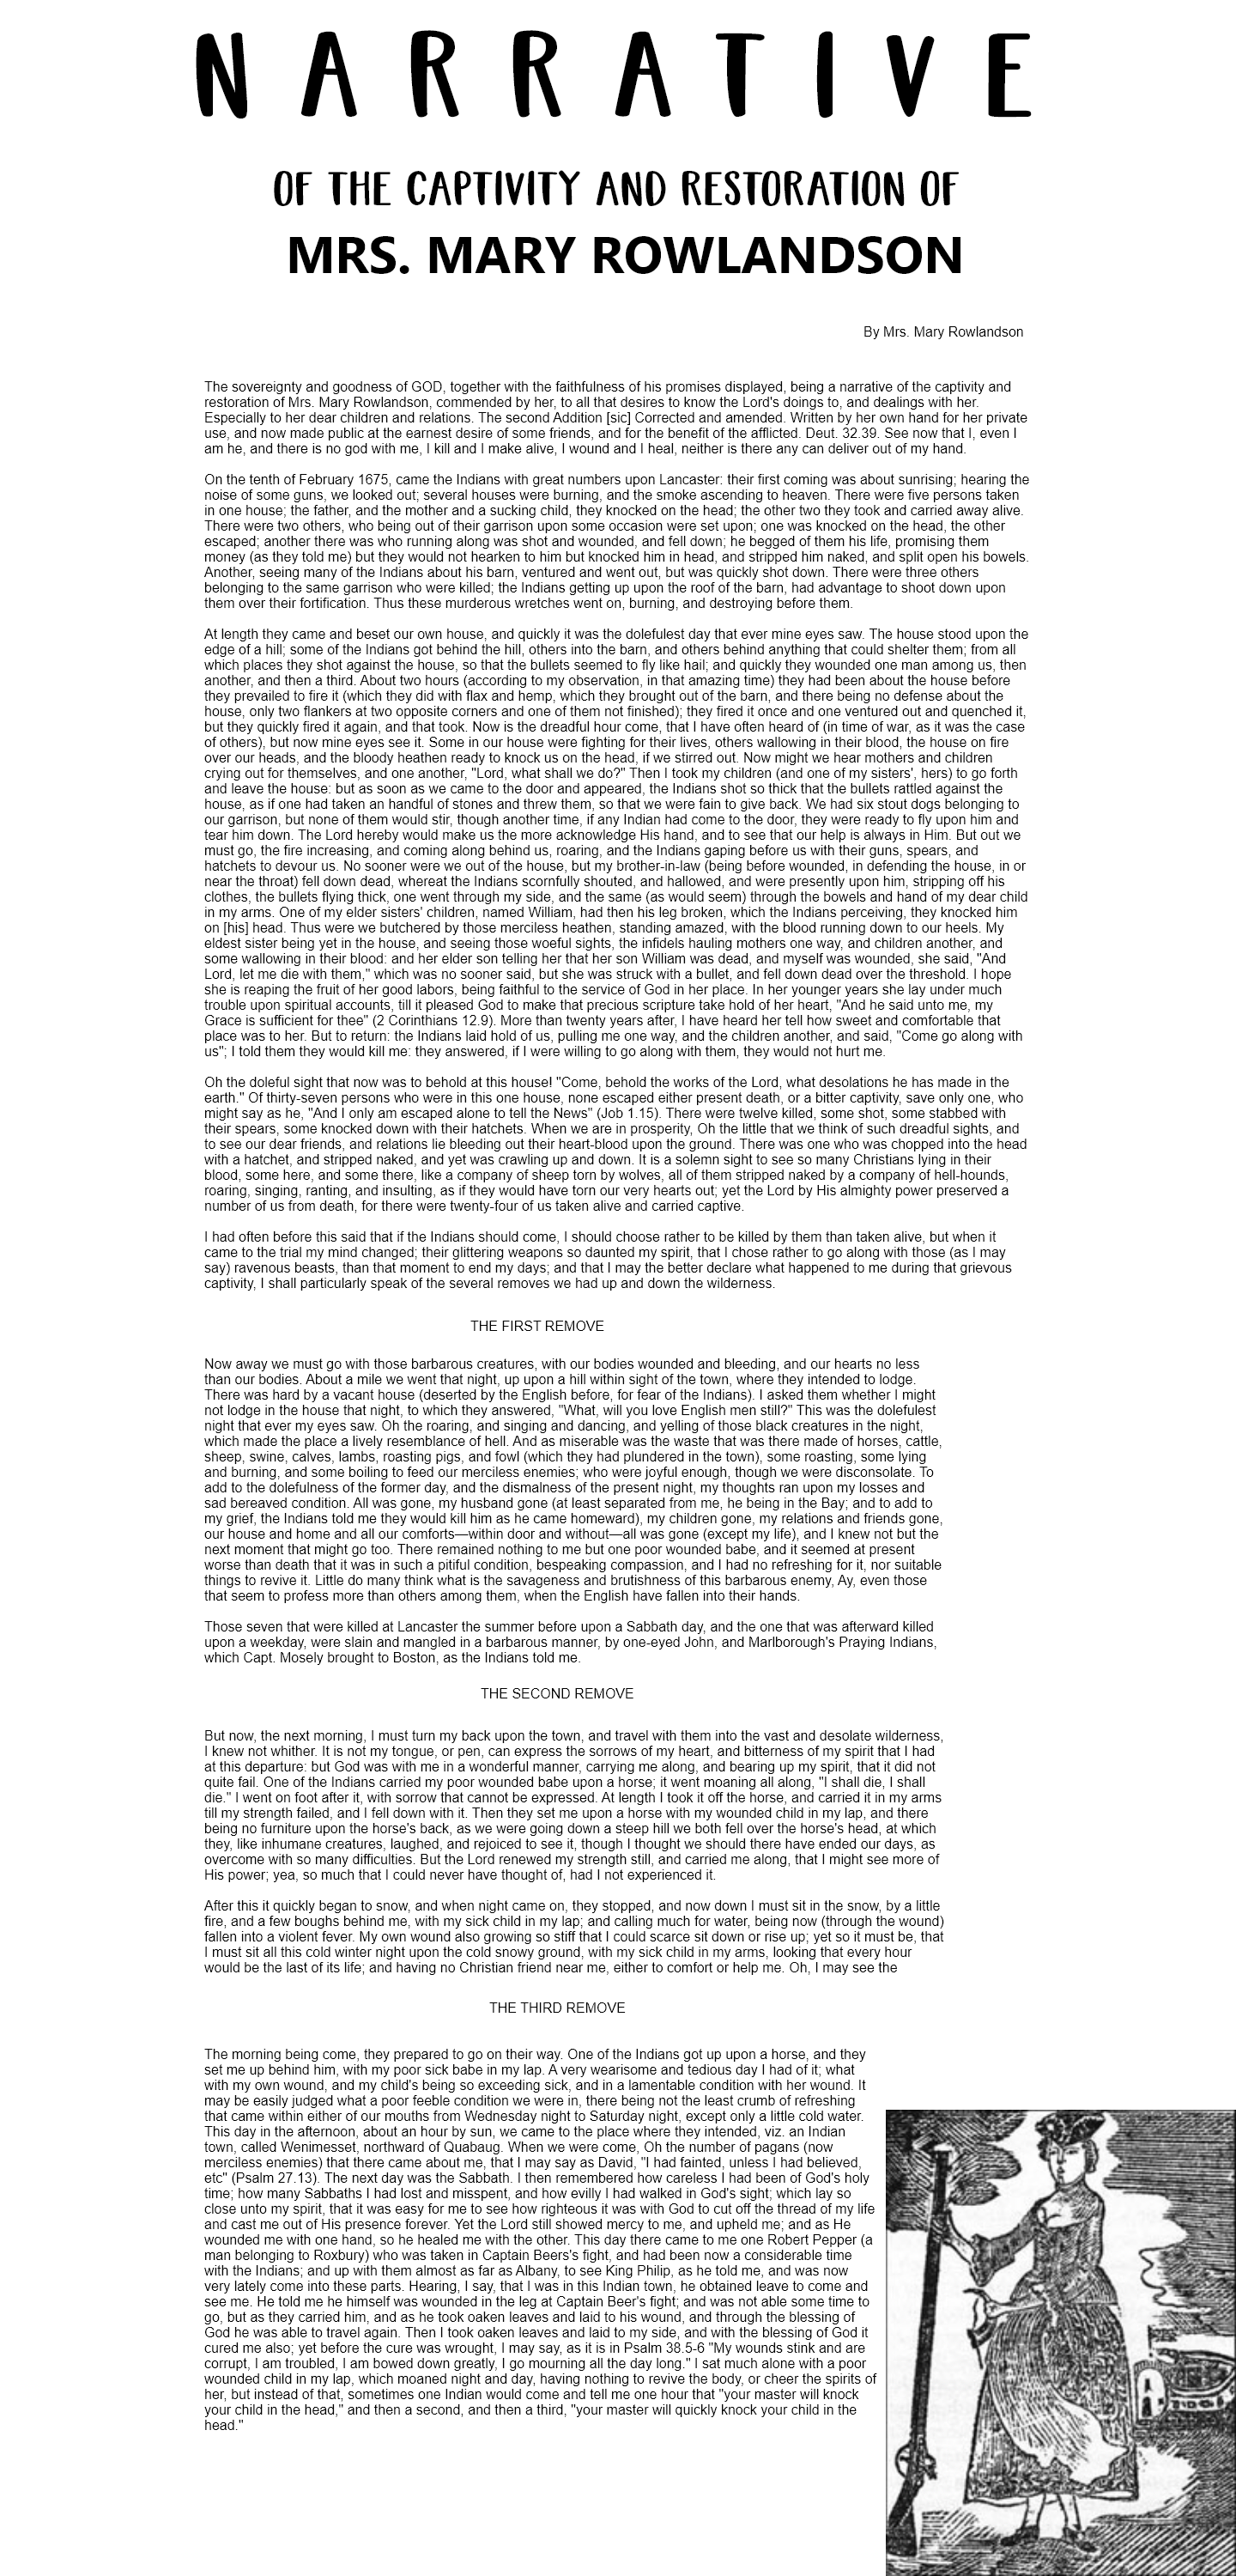 NARRATIVE
OF THE CAPTIVITY AND RESTORATION OF
MRS. MARY ROWLANDSON
By Mrs. Mary Rowlandson
The sovereignty and goodness of GOD, together with the faithfulness of his promises displayed, being a narrative of the captivity and
restoration of Mrs. Mary Rowlandson, commended by her, to all that desires to know the Lord's doings to, and dealings with her.
Especially to her dear children and relations. The second Addition [sic] Corrected and amended. Written by her own hand for her private
use, and now made public at the earnest desire of some friends, and for the benefit of the afflicted. Deut. 32.39. See now that I, even I
am he, and there is no god with me, I kill and I make alive, I wound and I heal, neither is there any can deliver out of my hand.
On the tenth of February 1675, came the Indians with great numbers upon Lancaster: their first coming was about sunrising; hearing the
noise of some guns, we looked out; several houses were burning, and the smoke ascending to heaven. There were five persons taken
in one house; the father, and the mother and a sucking child, they knocked on the head; the other two they took and carried away alive.
There were two others, who being out of their garrison upon some occasion were set upon; one was knocked on the head, the other
escaped; another there was who running along was shot and wounded, and fell down; he begged of them his life, promising them
money (as they told me) but they would not hearken to him but knocked him in head, and stripped him naked, and split open his bowels.
Another, seeing many of the Indians about his barn, ventured and went out, but was quickly shot down. There were three others
belonging to the same garrison who were killed; the Indians getting up upon the roof of the barn, had advantage to shoot down upon
them over their fortification. Thus these murderous wretches went on, burning, and destroying before them.
At length they came and beset our own house, and quickly it was the dolefulest day that ever mine eyes saw. The house stood upon the
edge of a hill; some of the Indians got behind the hill, others into the barn, and others behind anything that could shelter them; from all
which places they shot against the house, so that the bullets seemed to fly like hail; and quickly they wounded one man among us, then
another, and then a third. About two hours (according to my observation, in that amazing time) they had been about the house before
they prevailed to fire it (which they did with flax and hemp, which they brought out of the barn, and there being no defense about the
house, only two flankers at two opposite corners and one of them not finished); they fired it once and one ventured out and quenched it,
but they quickly fired it again, and that took. Now is the dreadful hour come, that I have often heard of (in time of war, as it was the case
of others), but now mine eyes see it. Some in our house were fighting for their lives, others wallowing in their blood, the house on fire
over our heads, and the bloody heathen ready to knock us on the head, if we stirred out. Now might we hear mothers and children
crying out for themselves, and one another, "Lord, what shall we do?" Then I took my children (and one of my sisters', hers) to go forth
and leave the house: but as soon as we came to the door and appeared, the Indians shot so thick that the bullets rattled against the
house, as if one had taken an handful of stones and threw them, so that we were fain to give back. We had six stout dogs belonging to
our garrison, but none of them would stir, though another time, if any Indian had come to the door, they were ready to fly upon him and
tear him down. The Lord hereby would make us the more acknowledge His hand, and to see that our help is always in Him. But out we
must go, the fire increasing, and coming along behind us, roaring, and the Indians gaping before us with their guns, spears, and
hatchets to devour us. No sooner were we out of the house, but my brother-in-law (being before wounded, in defending the house, in or
near the throat) fell down dead, whereat the Indians scornfully shouted, and hallowed, and were presently upon him, stripping off his
clothes, the bullets flying thick, one went through my side, and the same (as would seem) through the bowels and hand of my dear child
in my arms. One of my elder sisters' children, named William, had then his leg broken, which the Indians perceiving, they knocked him
on [his] head. Thus were we butchered by those merciless heathen, standing amazed, with the blood running down to our heels. My
eldest sister being yet in the house, and seeing those woeful sights, the infidels hauling mothers one way, and children another, and
some wallowing in their blood: and her elder son telling her that her son William was dead, and myself was wounded, she said, "And
Lord, let me die with them," which was no sooner said, but she was struck with a bullet, and fell down dead over the threshold. I hope
she is reaping the fruit of her good labors, being faithful to the service of God in her place. In her younger years she lay under much
trouble upon spiritual accounts, till it pleased God to make that precious scripture take hold of her heart, "And he said unto me, my
Grace is sufficient for thee" (2 Corinthians 12.9). More than twenty years after, I have heard her tell how sweet and comfortable that
place was to her. But to return: the Indians laid hold of us, pulling me one way, and the children another, and said, "Come go along with
us"; I told them they would kill me: they answered, if I were willing to go along with them, they would not hurt me.
Oh the doleful sight that now was to behold at this house! "Come, behold the works of the Lord, what desolations he has made in the
earth." Of thirty-seven persons who were in this one house, none escaped either present death, or a bitter captivity, save only one, who
might say as he, "And I only am escaped alone to tell the News" (Job 1.15). There were twelve killed, some shot, some stabbed with
their spears, some knocked down with their hatchets. When we are in prosperity, Oh the little that we think of such dreadful sights, and
to see our dear friends, and relations lie bleeding out their heart-blood upon the ground. There was one who was chopped into the head
with a hatchet, and stripped naked, and yet was crawling up and down. It is a solemn sight to see so many Christians lying in their
blood, some here, and some there, like a company of sheep torn by wolves, all of them stripped naked by a company of hell-hounds,
roaring, singing, ranting, and insulting, as if they would have torn our very hearts out; yet the Lord by His almighty power preserved a
number of us from death, for there were twenty-four of us taken alive and carried captive.
I had often before this said that if the Indians should come, I should choose rather to be killed by them than taken alive, but when it
came to the trial my mind changed; their glittering weapons so daunted my spirit, that I chose rather to go along with those (as I may
say) ravenous beasts, than that moment to end my days; and that I may the better declare what happened to me during that grievous
captivity, I shall particularly speak of the several removes we had up and down the wilderness.
THE FIRST REMOVE
Now away we must go with those barbarous creatures, with our bodies wounded and bleeding, and our hearts no less
than our bodies. About a mile we went that night, up upon a hill within sight of the town, where they intended to lodge.
There was hard by a vacant house (deserted by the English before, for fear of the Indians). I asked them whether I might
not lodge in the house that night, to which they answered, "What, will you love English men still?" This was the dolefulest
night that ever my eyes saw. Oh the roaring, and singing and dancing, and yelling of those black creatures in the night,
which made the place a lively resemblance of hell. And as miserable was the waste that was there made of horses, cattle,
sheep, swine, calves, lambs, roasting pigs, and fowl (which they had plundered in the town), some roasting, some lying
and burning, and some boiling to feed our merciless enemies; who were joyful enough, though we were disconsolate. To
add to the dolefulness of the former day, and the dismalness of the present night, my thoughts ran upon my losses and
sad bereaved condition. All was gone, my husband gone (at least separated from me, he being in the Bay; and to add to
my grief, the Indians told me they would kill him as he came homeward), my children gone, my relations and friends gone,
our house and home and all our comforts—within door and without—all was gone (except my life), and I knew not but the
next moment that might go too. There remained nothing to me but one poor wounded babe, and it seemed at present
worse than death that it was in such a pitiful condition, bespeaking compassion, and I had no refreshing for it, nor suitable
things to revive it. Little do many think what is the savageness and brutishness of this barbarous enemy, Ay, even those
that seem to profess more than others among them, when the English have fallen into their hands.
Those seven that were killed at Lancaster the summer before upon a Sabbath day, and the one that was afterward killed
upon a weekday, were slain and mangled in a barbarous manner, by one-eyed John, and Marlborough's Praying Indians,
which Capt. Mosely brought to Boston, as the Indians told me.
THE SECOND REMOVE
But now, the next morning, I must turn my back upon the town, and travel with them into the vast and desolate wilderness,
I knew not whither. It is not my tongue, or pen, can express the sorrows of my heart, and bitterness of my spirit that I had
at this departure: but God was with me in a wonderful manner, carrying me along, and bearing up my spirit, that it did not
quite fail. One of the Indians carried my poor wounded babe upon a horse; it went moaning all along, "I shall die, I shall
die." I went on foot after it, with sorrow that cannot be expressed. At length I took it off the horse, and carried it in my arms
till my strength failed, and I fell down with it. Then they set me upon a horse with my wounded child in my lap, and there
being no furniture upon the horse's back, as we were going down a steep hill we both fell over the horse's head, at which
they, like inhumane creatures, laughed, and rejoiced to see it, though I thought we should there have ended our days, as
overcome with so many difficulties. But the Lord renewed my strength still, and carried me along, that I might see more of
His power; yea, so much that I could never have thought of, had I not experienced it.
After this it quickly began to snow, and when night came on, they stopped, and now down I must sit in the snow, by a little
fire, and a few boughs behind me, with my sick child in my lap; and calling much for water, being now (through the wound)
fallen into a violent fever. My own wound also growing so stiff that I could scarce sit down or rise up; yet so it must be, that
I must sit all this cold winter night upon the cold snowy ground, with my sick child in my arms, looking that every hour
would be the last of its life; and having no Christian friend near me, either to comfort or help me. Oh, I may see the
THE THIRD REMOVE
The morning being come, they prepared to go on their way. One of the Indians got up upon a horse, and they
set me up behind him, with my poor sick babe in my lap. A very wearisome and tedious day I had of it; what
with my own wound, and my child's being so exceeding sick, and in a lamentable condition with her wound. It
may be easily judged what a poor feeble condition we were in, there being not the least crumb of refreshing
that came within either of our mouths from Wednesday night to Saturday night, except only a little cold water.
This day in the afternoon, about an hour by sun, we came to the place where they intended, viz. an Indian
town, called Wenimesset, northward of Quabaug. When we were come, Oh the number of pagans (now
merciless enemies) that there came about me, that I may say as David, "I had fainted, unless I had believed,
etc" (Psalm 27.13). The next day was the Sabbath. I then remembered how careless I had been of God's holy
time; how many Sabbaths I had lost and misspent, and how evilly I had walked in God's sight; which lay so
close unto my spirit, that it was easy for me to see how righteous it was with God to cut off the thread of my life
and cast me out of His presence forever. Yet the Lord still showed mercy to me, and upheld me; and as He
wounded me with one hand, so he healed me with the other. This day there came to me one Robert Pepper (a
man belonging to Roxbury) who was taken in Captain Beers's fight, and had been now a considerable time
with the Indians; and up with them almost as far as Albany, to see King Philip, as he told me, and was now
very lately come into these parts. Hearing, I say, that I was in this Indian town, he obtained leave to come and
see me. He told me he himself was wounded in the leg at Captain Beer's fight; and was not able some time to
go, but as they carried him, and as he took oaken leaves and laid to his wound, and through the blessing of
God he was able to travel again. Then I took oaken leaves and laid to my side, and with the blessing of God it
cured me also; yet before the cure was wrought, I may say, as it is in Psalm 38.5-6 "My wounds stink and are
corrupt, I am troubled, I am bowed down greatly, I go mourning all the day long." I sat much alone with a poor
wounded child in my lap, which moaned night and day, having nothing to revive the body, or cheer the spirits of
her, but instead of that, sometimes one Indian would come and tell me one hour that "your master will knock
your child in the head," and then a second, and then a third, "your master will quickly knock your child in the
head."